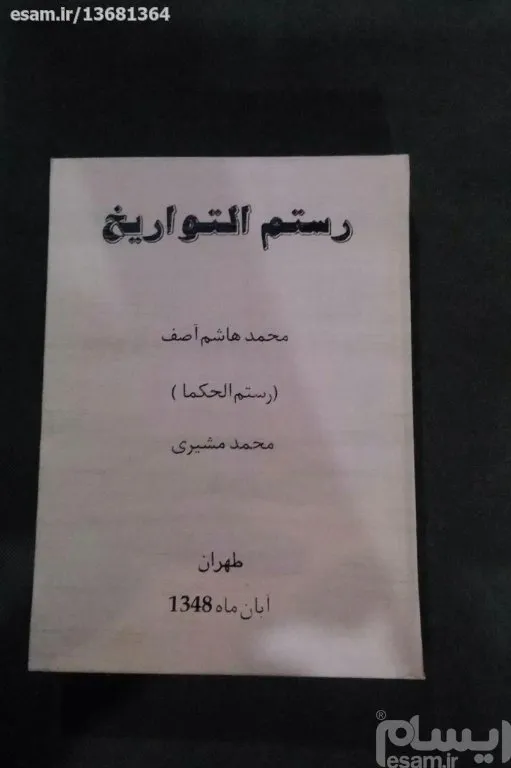 esam.ir/13681364
رستم التواریخ
محمد هاشم آصف
(رستم الحکما)
محمد مشیری
طهران
آبان ماه 1348
ایسام®
esam.ir